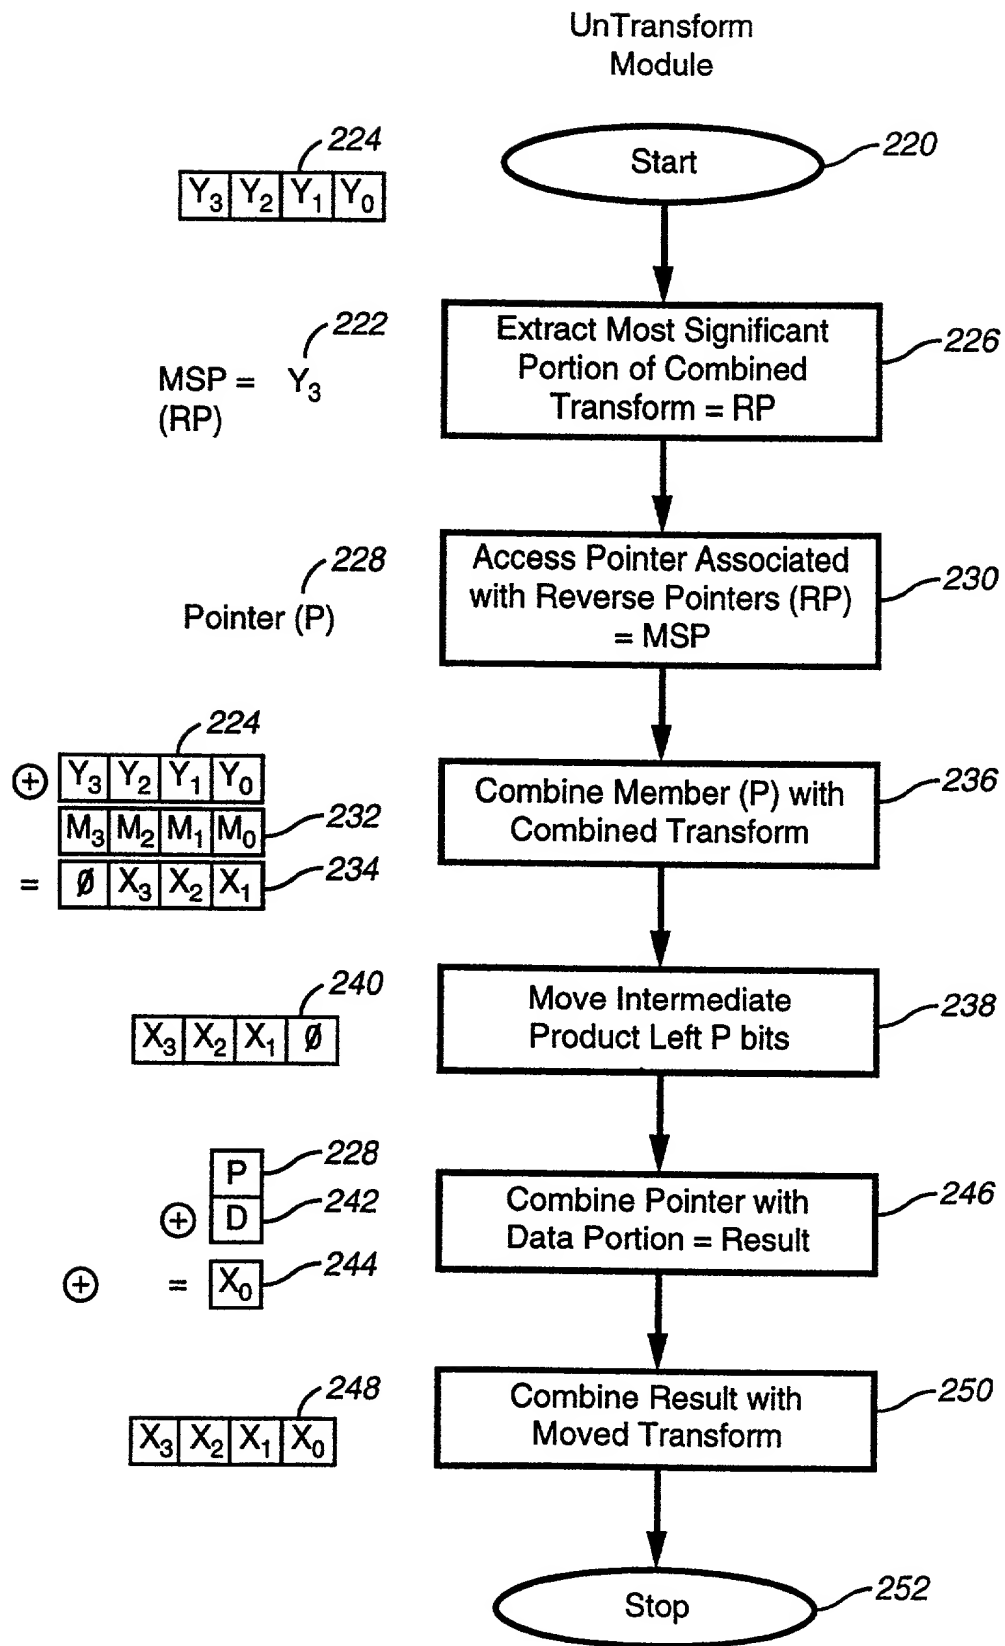 UnTransform
Module
224
Y3 Y2 Y1 Y0
Start
220
222
MSP = Y3
(RP)
Extract Most Significant
Portion of Combined
Transform = RP
226
228
Pointer (P)
Access Pointer Associated
with Reverse Pointers (RP)
= MSP
230
224
⊕ Y3 Y2 Y1 Y0
M3 M2 M1 M0
232
= Ø X3 X2 X1
234
Combine Member (P) with
Combined Transform
236
240
X3 X2 X1 Ø
Move Intermediate
Product Left P bits
238
P
228
⊕ D
242
⊕ = X0
244
Combine Pointer with
Data Portion = Result
246
248
X3 X2 X1 X0
Combine Result with
Moved Transform
250
Stop
252